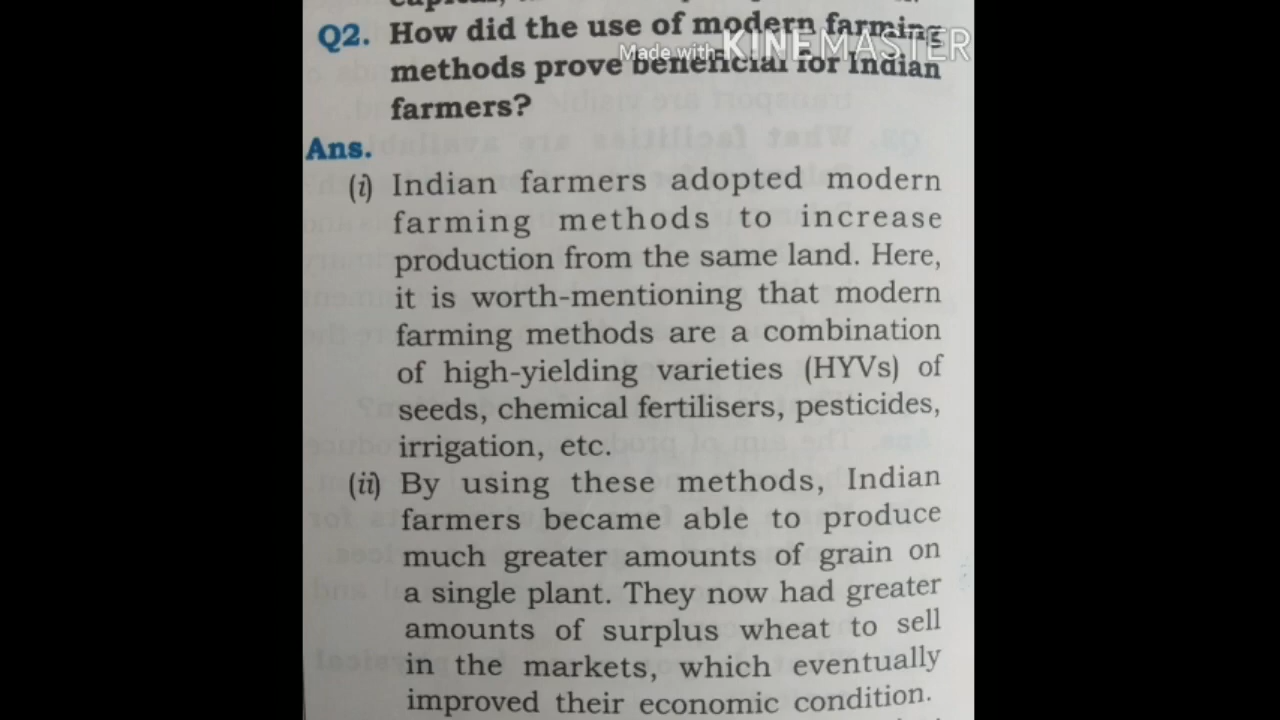 Q2. How did the use of modern farming
Made with KINEMASTER
methods prove beneficial for Indian
farmers?
Ans.
(i) Indian farmers adopted modern
farming methods to increase
production from the same land. Here,
it is worth-mentioning that modern
farming methods are a combination
of high-yielding varieties (HYVs) of
seeds, chemical fertilisers, pesticides,
irrigation, etc.
(ii) By using these methods, Indian
farmers became able to produce
much greater amounts of grain on
a single plant. They now had greater
amounts of surplus wheat to sell
in the markets, which eventually
improved their economic condition.